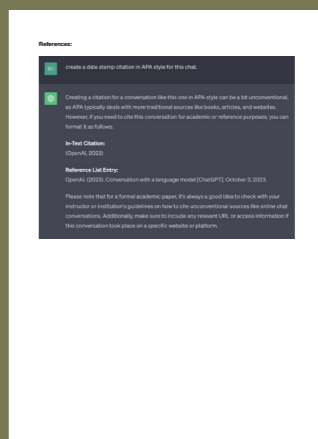 References:
create a date stamp citation in APA style for this chat.
Creating a citation for a conversation like this one in APA style can be a bit unconventional,
as APA typically deals with more traditional sources like books, articles, and websites.
However, if you need to cite this conversation for academic or reference purposes, you can
format it as follows:
In-Text Citation:
(OpenAI, 2023)
Reference List Entry:
OpenAI. (2023). Conversation with a language model [ChatGPT]. October 3, 2023.
Please note that for a formal academic paper, it's always a good idea to check with your
instructor or institution's guidelines on how to cite unconventional sources like online chat
conversations. Additionally, make sure to include any relevant URL or access information if
this conversation took place on a specific website or platform.